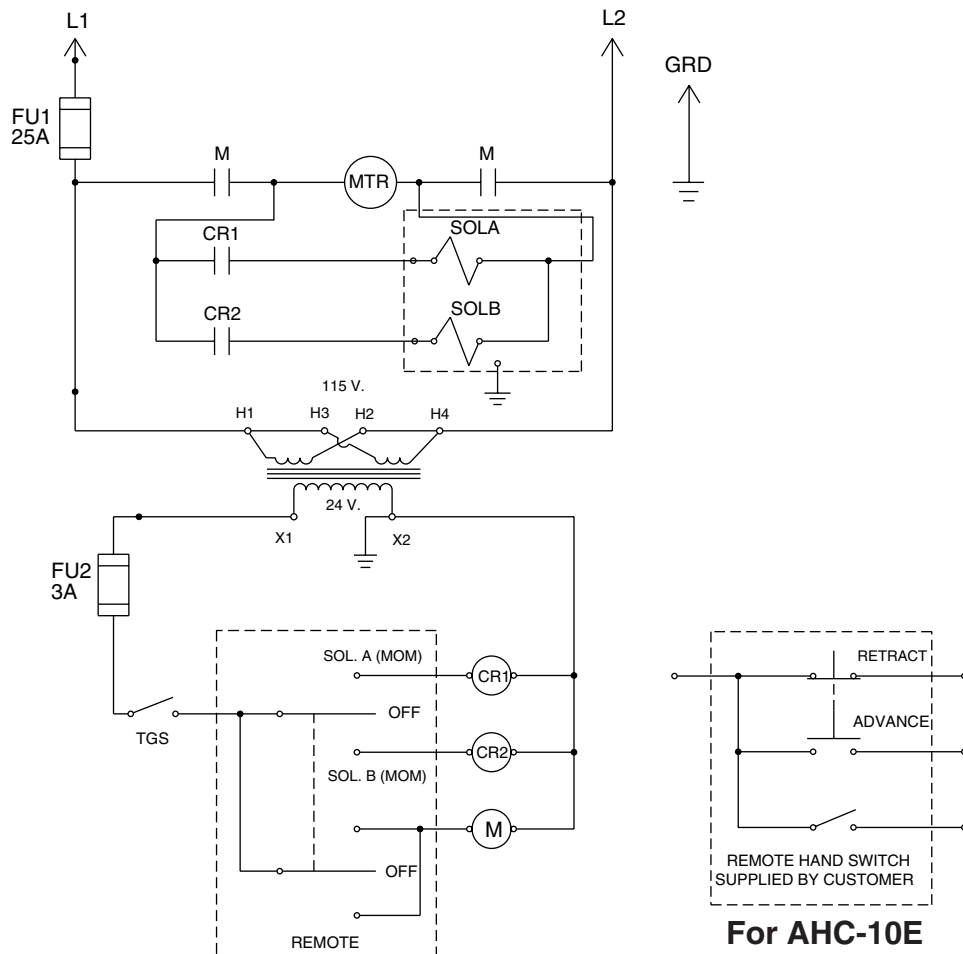 L1
L2
GRD
FU1
25A
M
MTR
M
CR1
SOLA
CR2
SOLB
115 V.
H1
H3
H2
H4
24 V.
X1
X2
FU2
3A
SOL. A (MOM)
CR1
RETRACT
OFF
TGS
ADVANCE
CR2
SOL. B (MOM)
M
OFF
REMOTE HAND SWITCH
SUPPLIED BY CUSTOMER
REMOTE
For AHC-10E